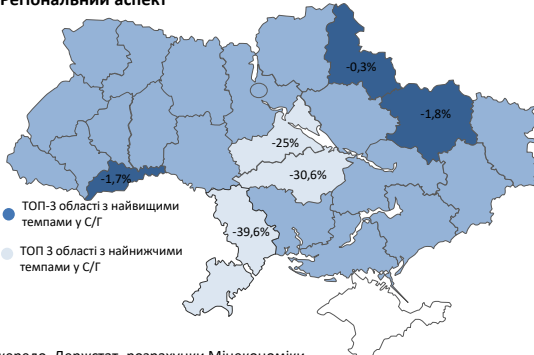 Регіональний аспект
-0,3%
-1,8%
-25%
-30,6%
-1,7%
-39,6%
ТОП-3 області з найвищими
темпами у С/Г
ТОП 3 області з найнижчими
темпами у С/Г
Держстат, розрахунки Мінекономіки